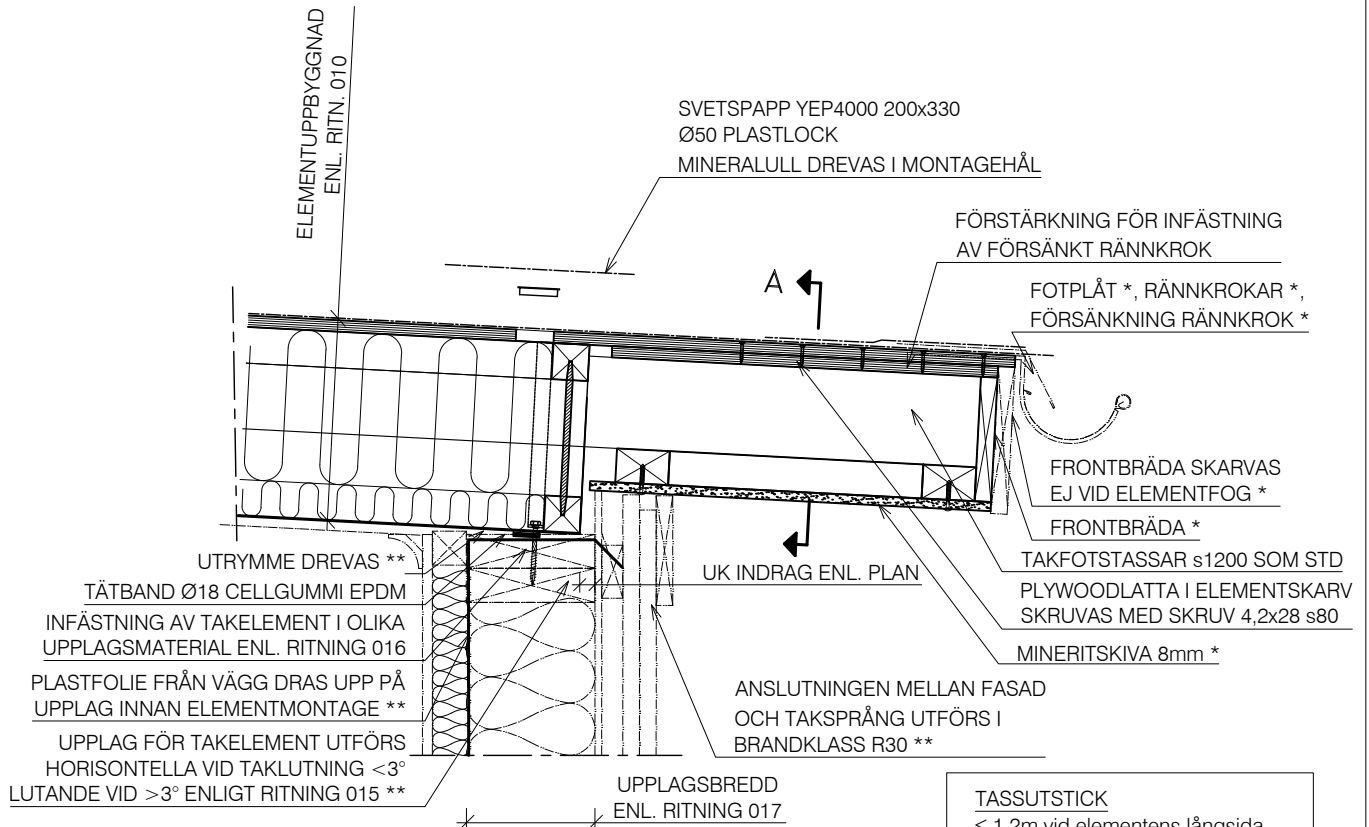 ELEMENTUPPBYGGNAD
ENL. RITN. 010
SVETSPAPP YEP4000 200x330
Ø50 PLASTLOCK
MINERALULL DREVAS I MONTAGEHÅL
FÖRSTÄRKNING FÖR INFÄSTNING
AV FÖRSÄNKT RÄNNKROK
A
FOTPLÅT *, RÄNNKROKAR *,
FÖRSÄNKNING RÄNNKROK *
FRONTBRÄDA SKARVAS
EJ VID ELEMENTFOG *
FRONTBRÄDA *
TAKFOTSTASSAR s1200 SOM STD
PLYWOODLATTA I ELEMENTSKARV
SKRUVAS MED SKRUV 4,2x28 s80
MINERITSKIVA 8mm *
UTRYMME DREVAS **
TÄTBAND Ø18 CELLGUMMI EPDM
INFÄSTNING AV TAKELEMENT I OLIKA
UPPLAGSMATERIAL ENL. RITNING 016
PLASTFOLIE FRÅN VÄGG DRAS UPP PÅ
UPPLAG INNAN ELEMENTMONTAGE **
UPPLAG FÖR TAKELEMENT UTFÖRS
HORISONTELLA VID TAKLUTNING <3°
LUTANDE VID >3° ENLIGT RITNING 015 **
UK INDRAG ENL. PLAN
ANSLUTNINGEN MELLAN FASAD
OCH TAKSPRÅNG UTFÖRS I
BRANDKLASS R30 **
UPPLAGSBREDD
ENL. RITNING 017
TASSUTSTICK
≤ 1,2m vid elementens långsida